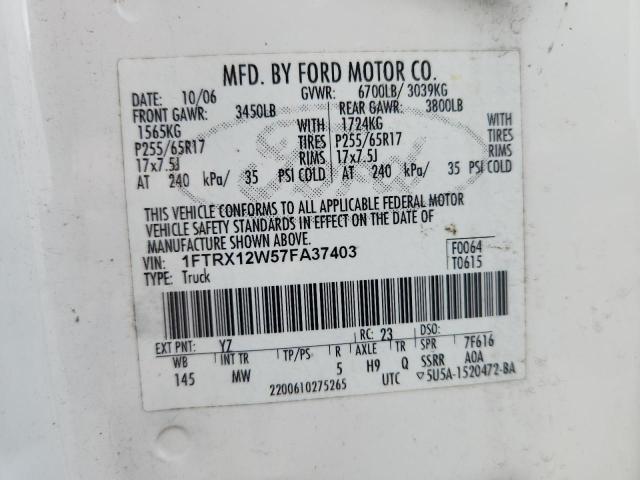 MFD. BY FORD MOTOR CO.
DATE: 10/06 GVWR: 6700LB/ 3039KG
FRONT GAWR: 3450LB REAR GAWR: 3800LB
1565KG WITH 1724KG WITH
P255/65R17 TIRES P255/65R17 TIRES
17x7.5J RIMS 17x7.5J RIMS
AT 240 kPa/ 35 PSI COLD AT 240 kPa/ 35 PSI COLD
THIS VEHICLE CONFORMS TO ALL APPLICABLE FEDERAL MOTOR
VEHICLE SAFETY STANDARDS IN EFFECT ON THE DATE OF
MANUFACTURE SHOWN ABOVE.
VIN: 1FTRX12W57FA37403 F0064
TYPE: Truck T0615
EXT PNT: Y7 RC: 23 DSO:
WB INT TR TP/PS R AXLE TR SPR 7F616
145 MW 5 H9 Q SSRR A0A
2200610275265 UTC ▽5U5A-1520472-BA